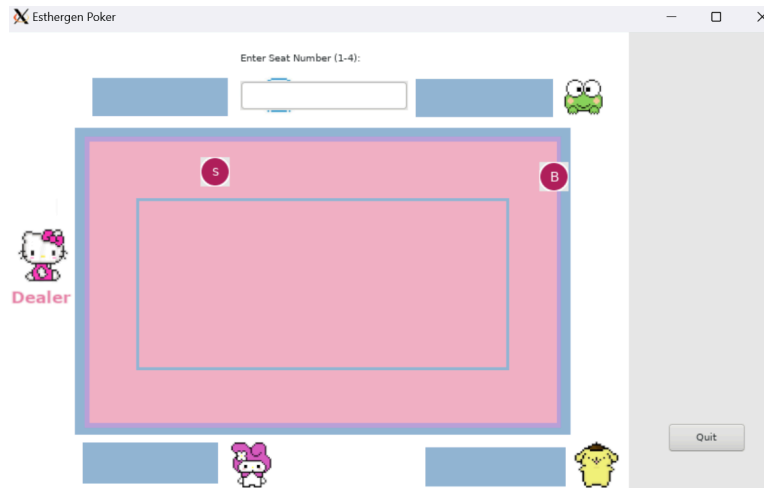 Esthergen Poker
Enter Seat Number (1-4):
S
B
Dealer
Quit